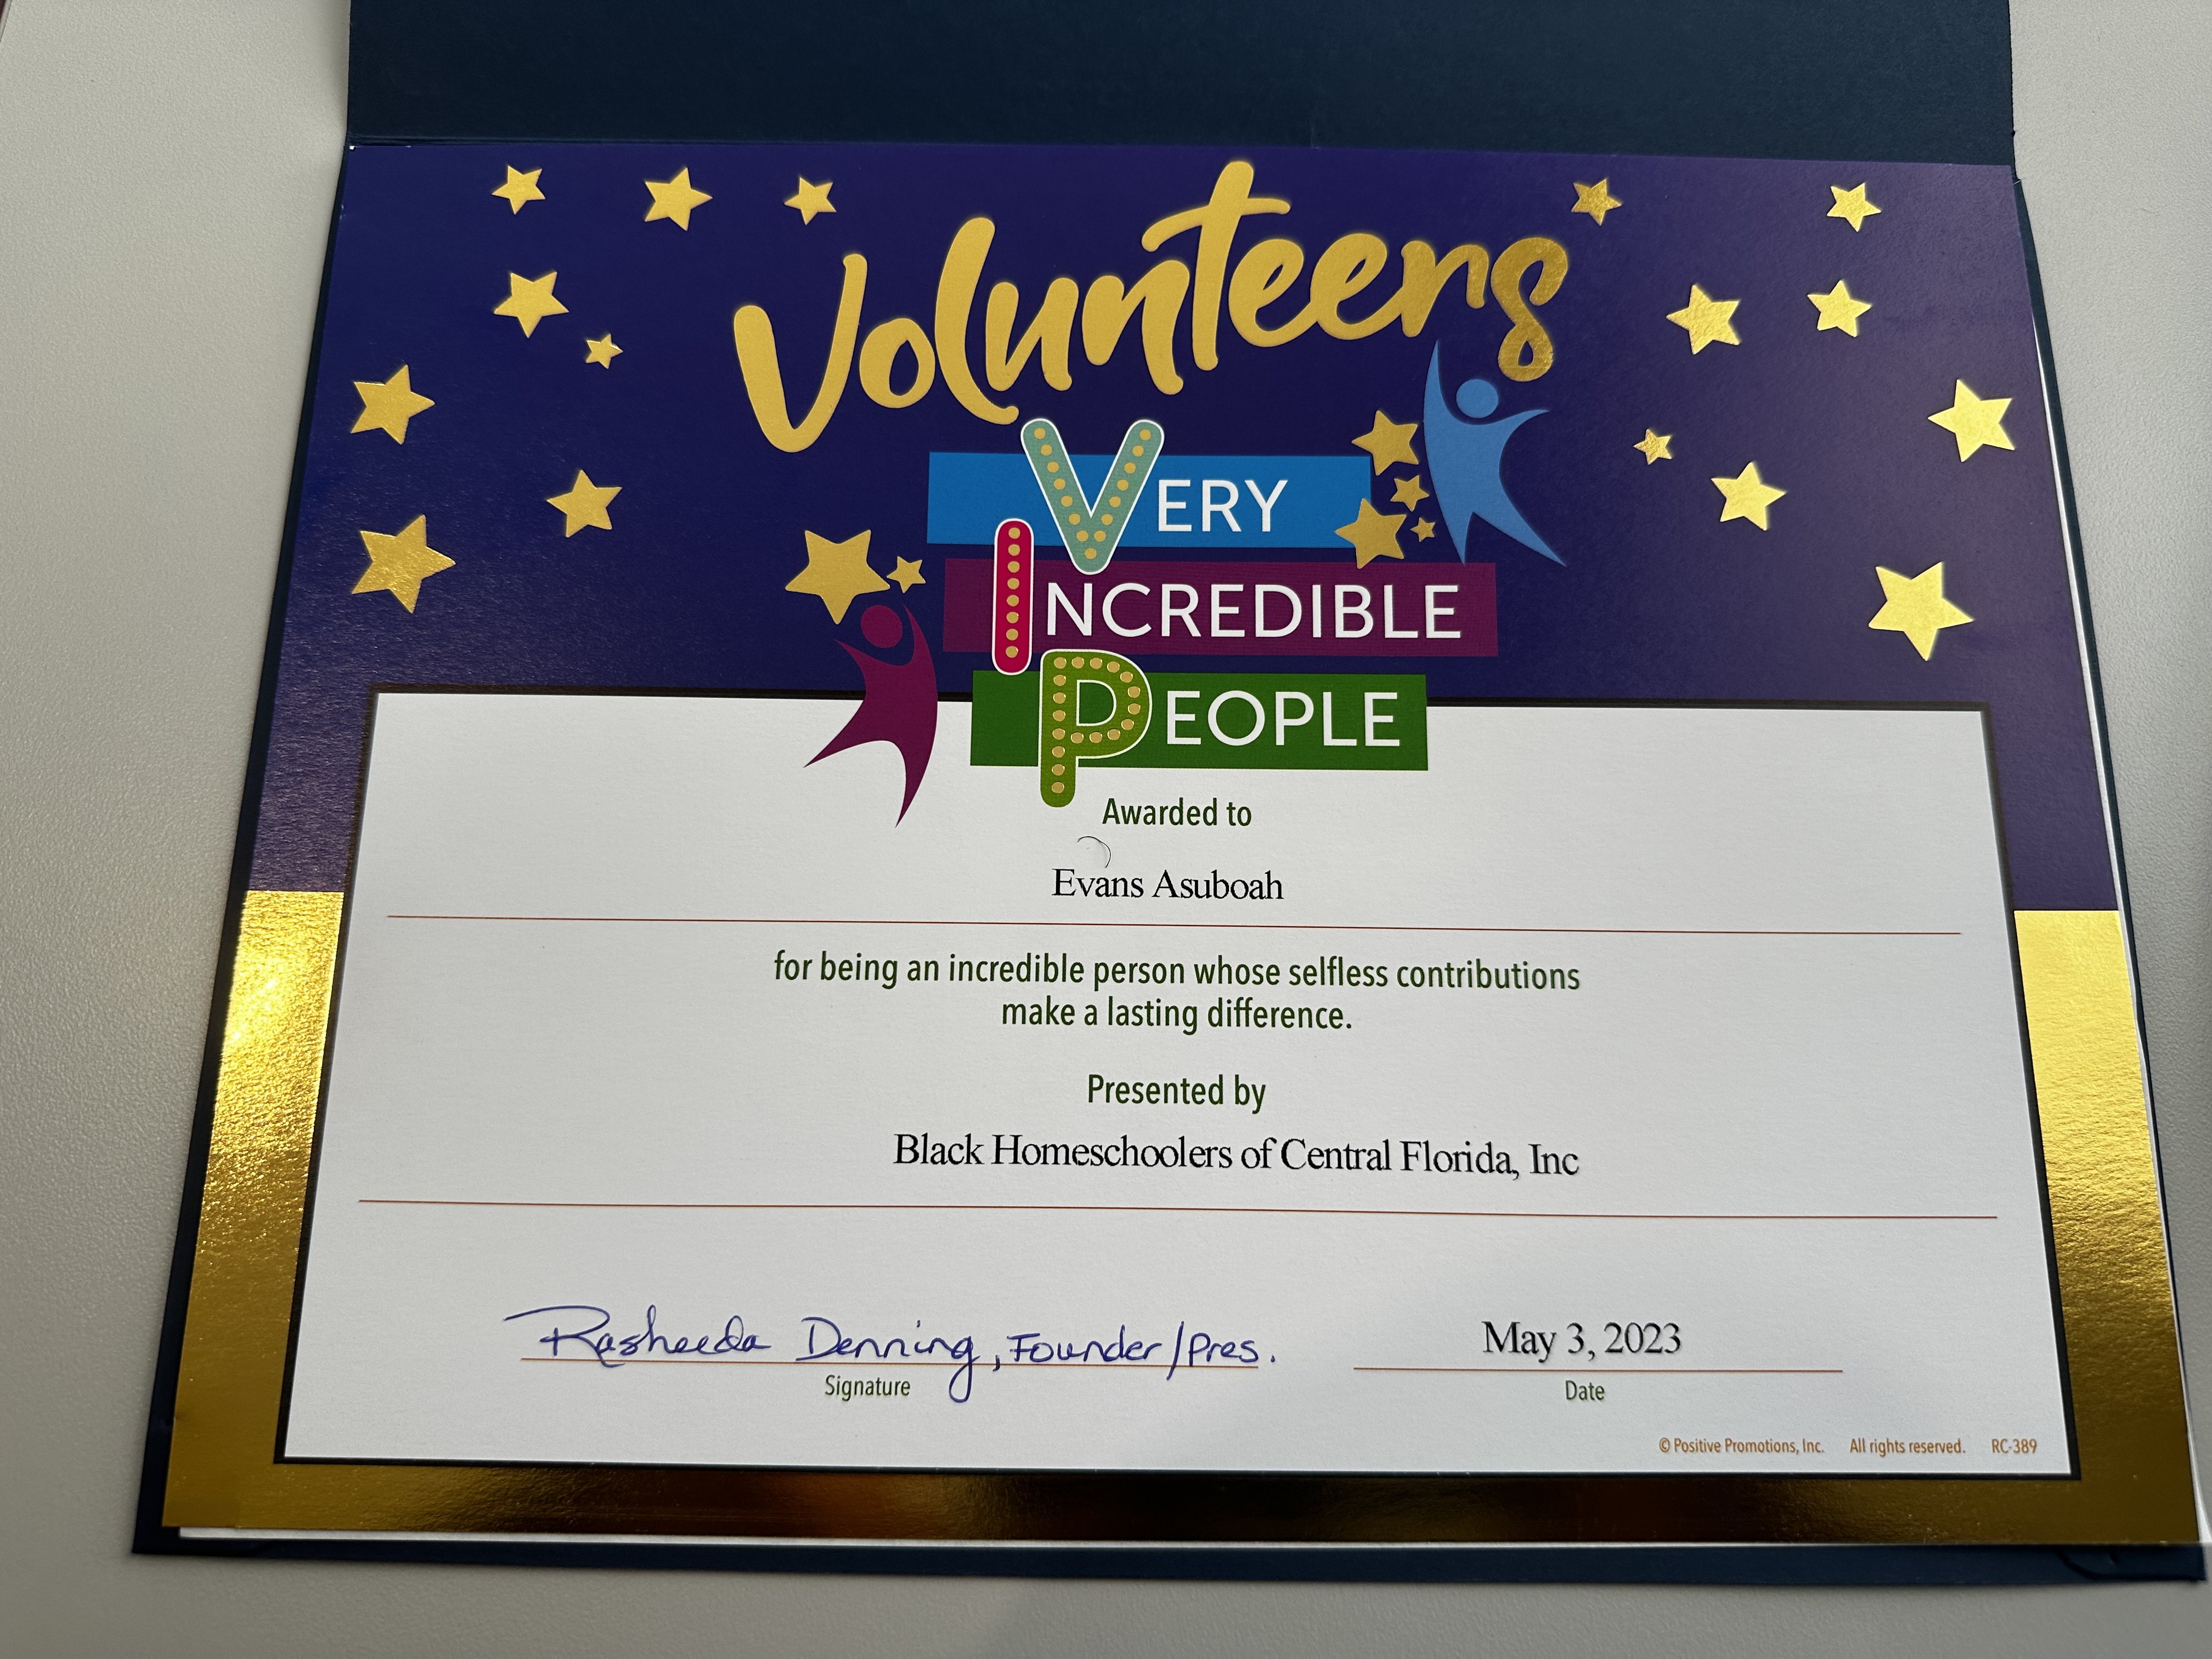 Volunteers
VERY
INCREDIBLE
PEOPLE
Awarded to
Evans Asuboah
for being an incredible person whose selfless contributions
make a lasting difference.
Presented by
Black Homeschoolers of Central Florida, Inc
Rasheeda Denning, Founder/Pres.
May 3, 2023
Signature
Date
© Positive Promotions, Inc. All rights reserved. RC-389